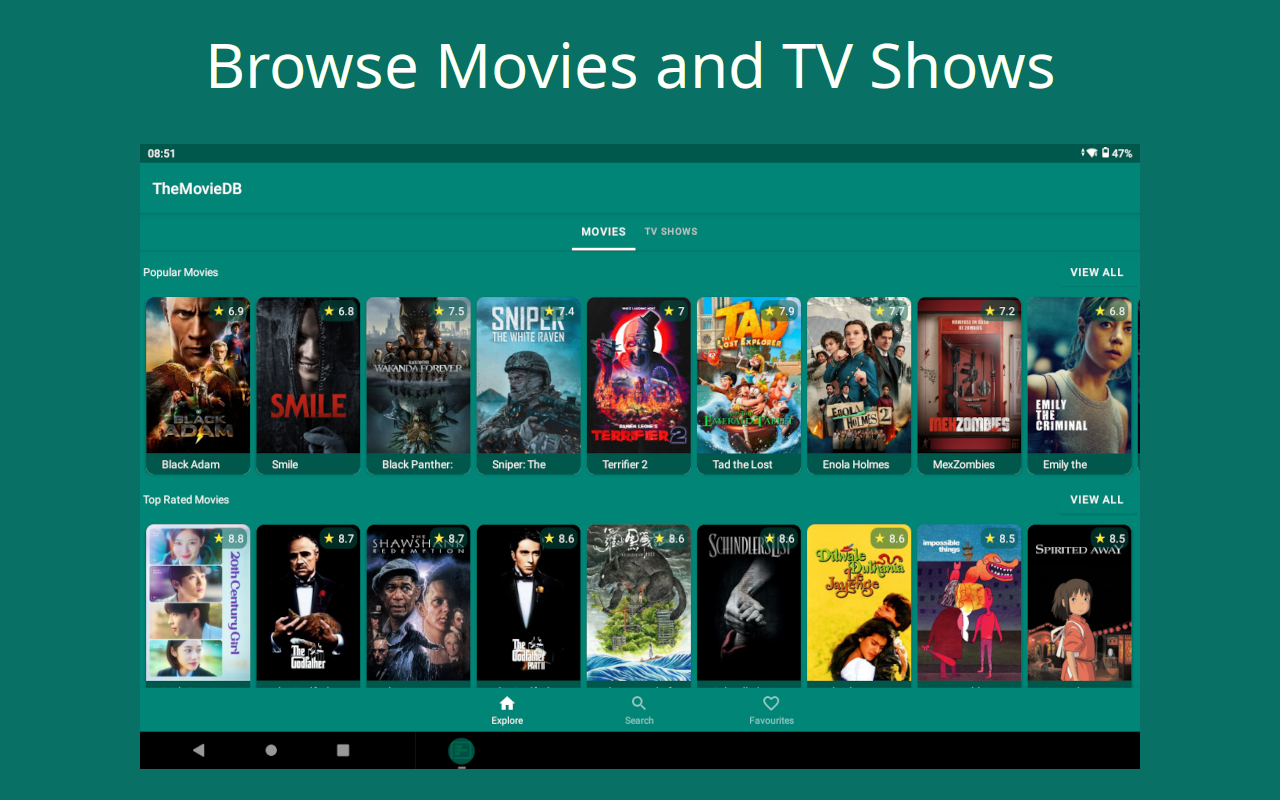 Browse Movies and TV Shows
08:51
47%
TheMovieDB
MOVIES
TV SHOWS
Popular Movies
VIEW ALL
6.9
6.8
7.5
7.4
7
7.9
7.7
7.2
6.8
BLACK ADAM
SMILE
WAKANDA FOREVER
SNIPER
THE WHITE RAVEN
TERRIFIER 2
TAD
LOST EXPLORER
ENOLA HOLMES 2
MEXZOMBIES
EMILY
THE
CRIMINAL
Black Adam
Smile
Black Panther:
Sniper: The
Terrifier 2
Tad the Lost
Enola Holmes
MexZombies
Emily the
Top Rated Movies
VIEW ALL
8.8
8.7
8.7
8.6
8.6
8.6
8.6
8.5
8.5
20th Century Girl
The Godfather
THE
SHAWSHANK
REDEMPTION
The Godfather
PART II
SCHINDLER'S LIST
Dilwale
Dulhania
Le
Jayenge
impossible
things
SPIRITED AWAY
Explore
Search
Favourites